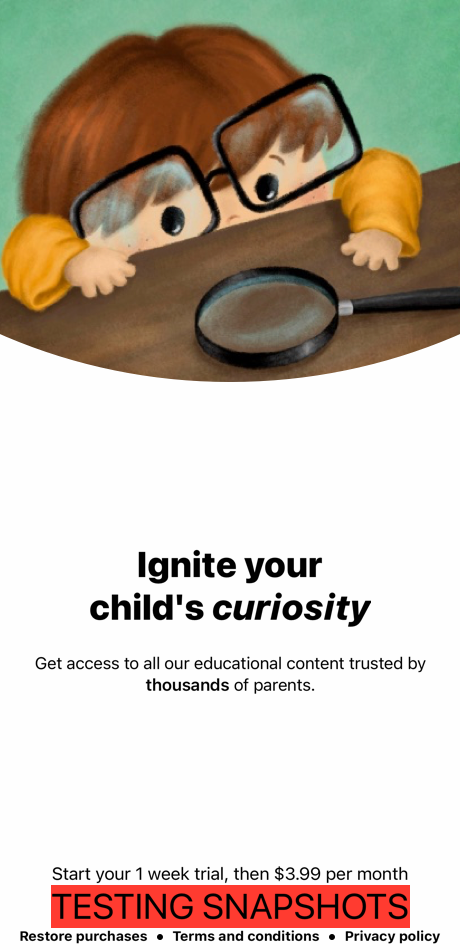 Ignite your
child's curiosity
Get access to all our educational content trusted by
thousands of parents.
Start your 1 week trial, then $3.99 per month
TESTING SNAPSHOTS
Restore purchases • Terms and conditions • Privacy policy